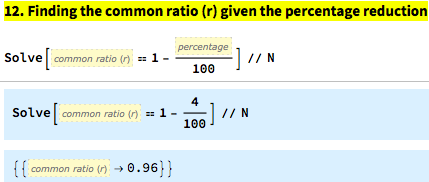 12. Finding the common ratio (r) given the percentage reduction
Solve[ common ratio (r) == 1 - percentage / 100 ] // N
Solve[ common ratio (r) == 1 - 4 / 100 ] // N
{{ common ratio (r) → 0.96}}